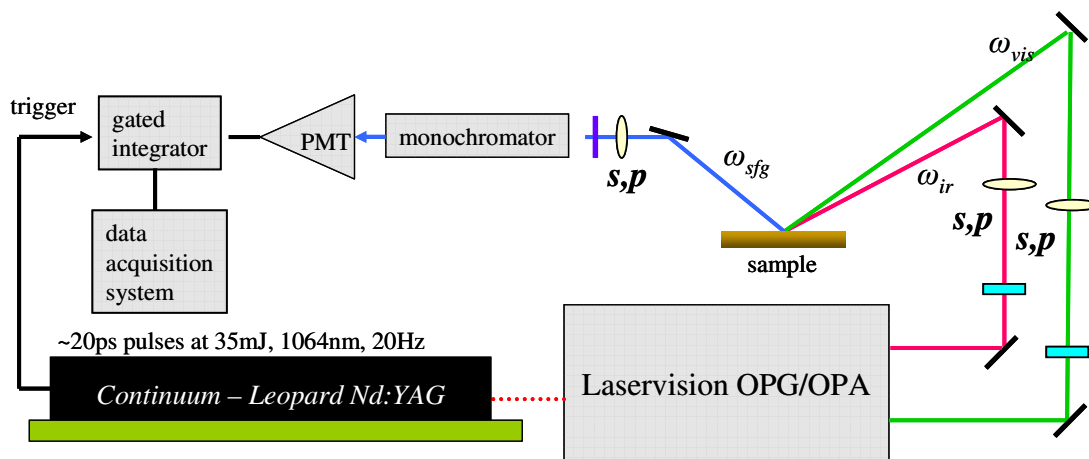 trigger
gated
integrator
PMT
monochromator
s,p
ω_sfg
ω_vis
ω_ir
s,p
s,p
data
acquisition
system
sample
~20ps pulses at 35mJ, 1064nm, 20Hz
Continuum – Leopard Nd:YAG
Laservision OPG/OPA